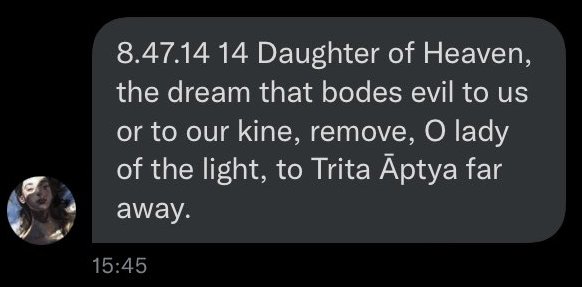 8.47.14 14 Daughter of Heaven,
the dream that bodes evil to us
or to our kine, remove, O lady
of the light, to Trita Āptya far
away.
15:45